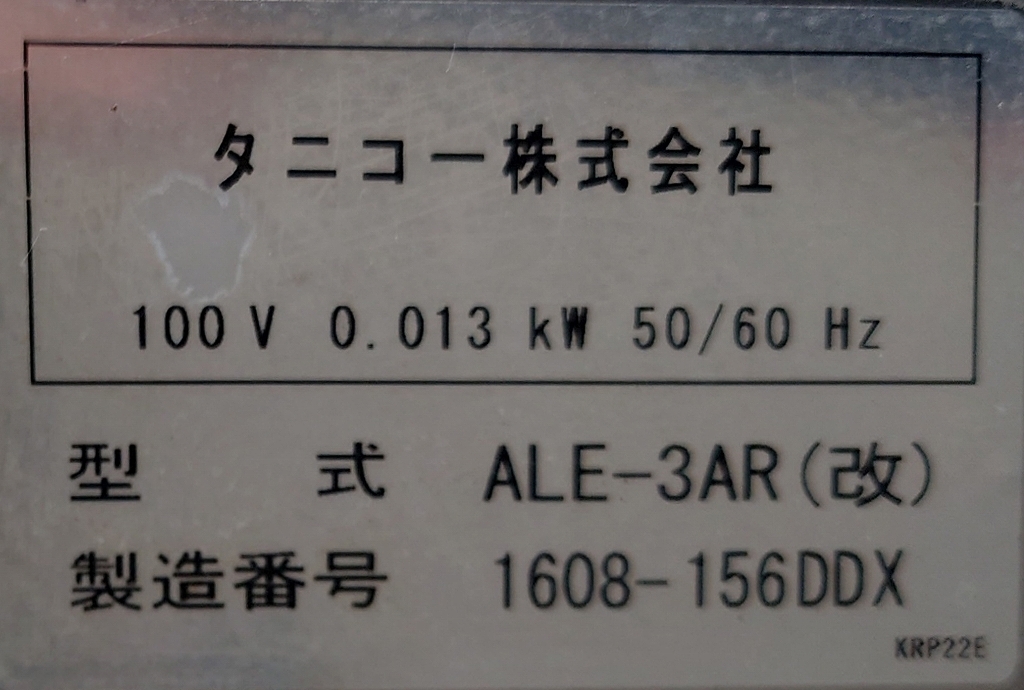 タニコー株式会社
100 V 0.013 kW 50/60 Hz
型式 ALE-3AR(改)
製造番号 1608-156DDX
XRP22E